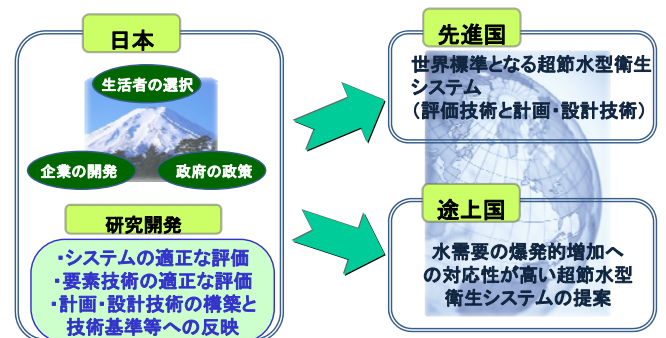 日本
生活者の選択
企業の開発
政府の政策
研究開発
・システムの適正な評価
・要素技術の適正な評価
・計画・設計技術の構築と
技術基準等への反映
先進国
世界標準となる超節水型衛生
システム
(評価技術と計画・設計技術)
途上国
水需要の爆発的増加へ
の対応性が高い超節水型
衛生システムの提案